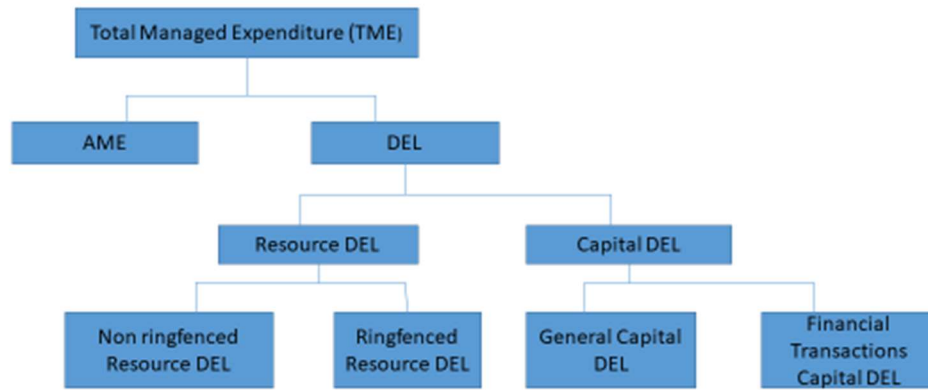 Total Managed Expenditure (TME)
AME
DEL
Resource DEL
Capital DEL
Non ringfenced
Resource DEL
Ringfenced
Resource DEL
General Capital
DEL
Financial
Transactions
Capital DEL